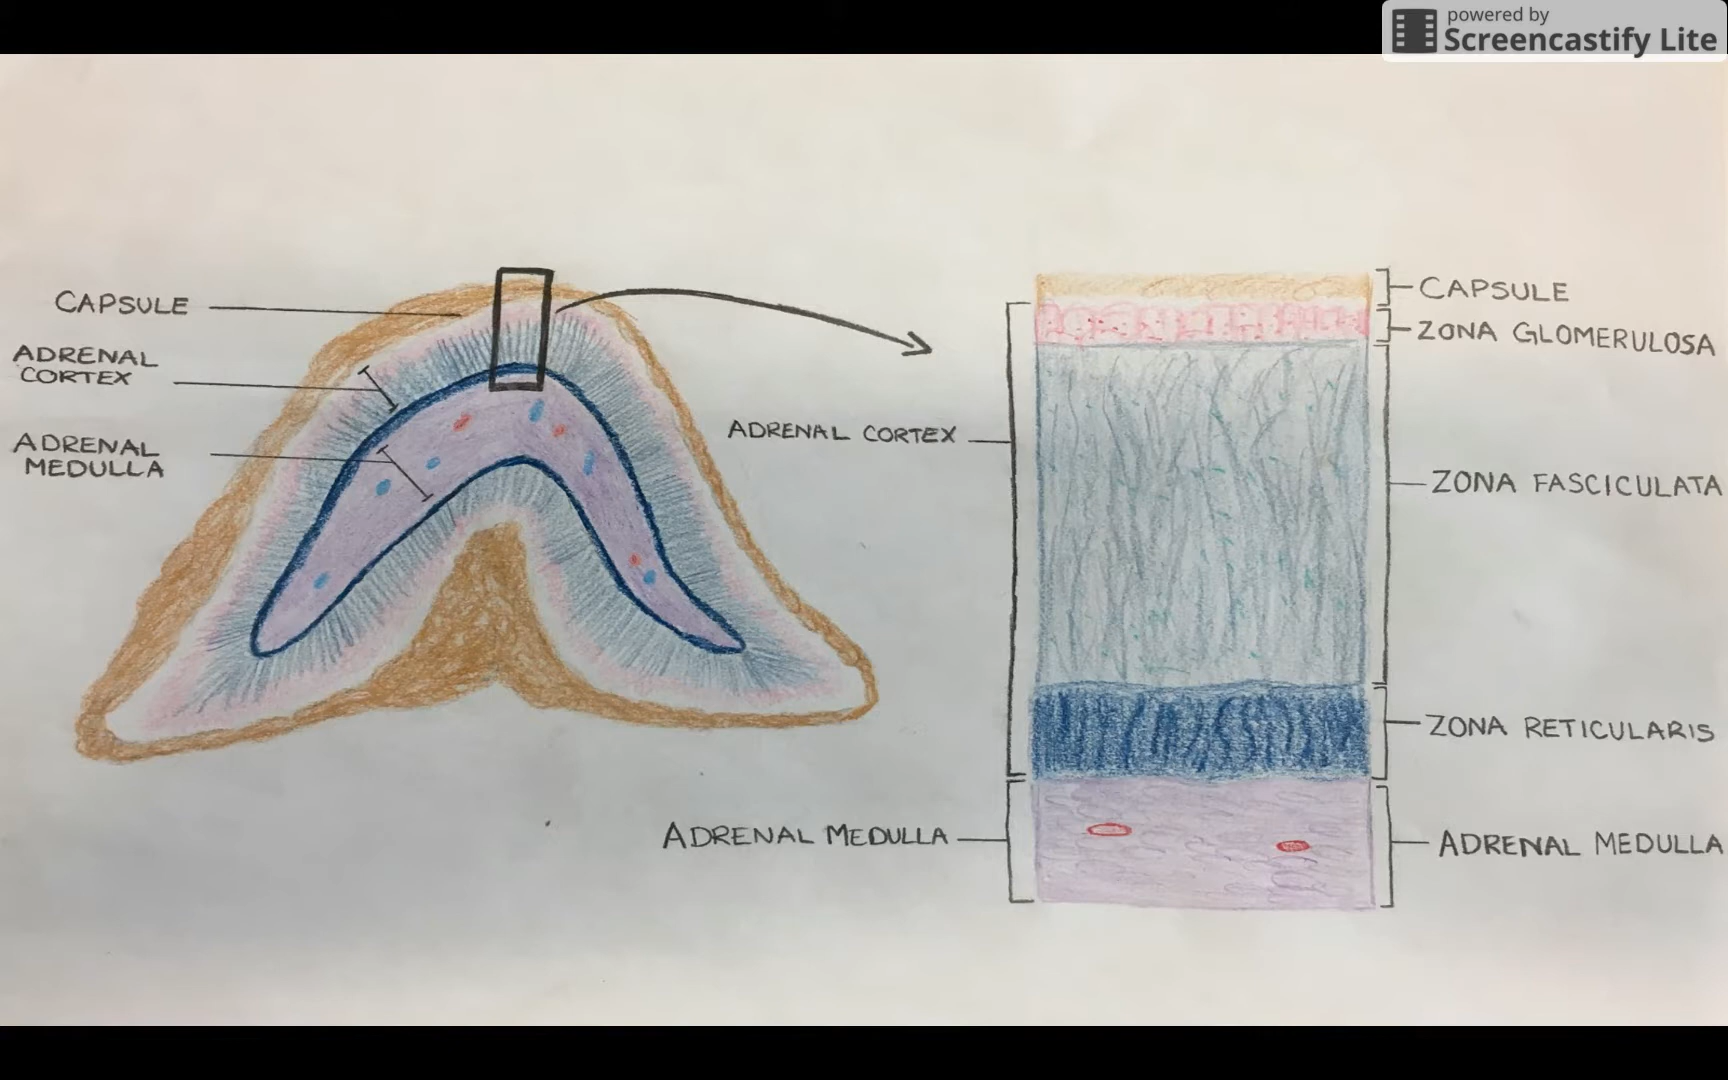 powered by
Screencastify Lite
CAPSULE
ADRENAL
CORTEX
ADRENAL
MEDULLA
ADRENAL CORTEX
ADRENAL MEDULLA
CAPSULE
ZONA GLOMERULOSA
ZONA FASCICULATA
ZONA RETICULARIS
ADRENAL MEDULLA